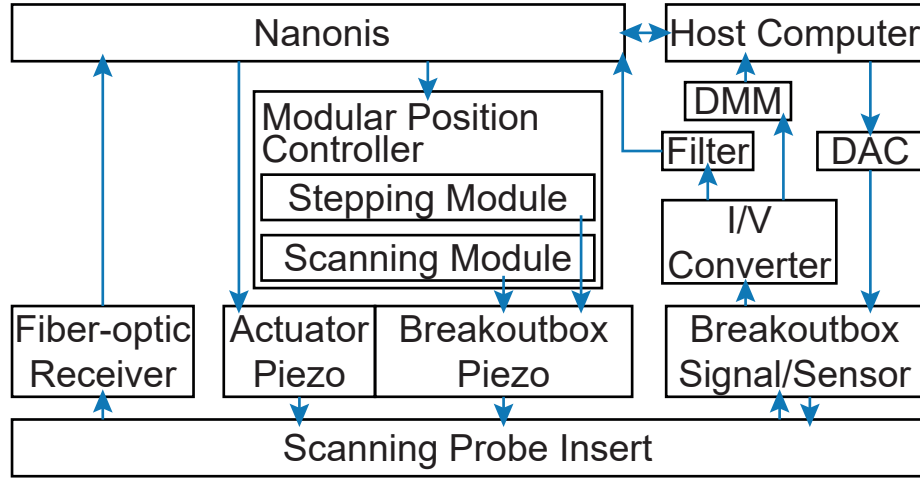 Nanonis
Host Computer
DMM
Modular Position
Controller
Filter
DAC
Stepping Module
I/V
Converter
Scanning Module
Fiber-optic
Receiver
Actuator
Piezo
Breakoutbox
Piezo
Breakoutbox
Signal/Sensor
Scanning Probe Insert